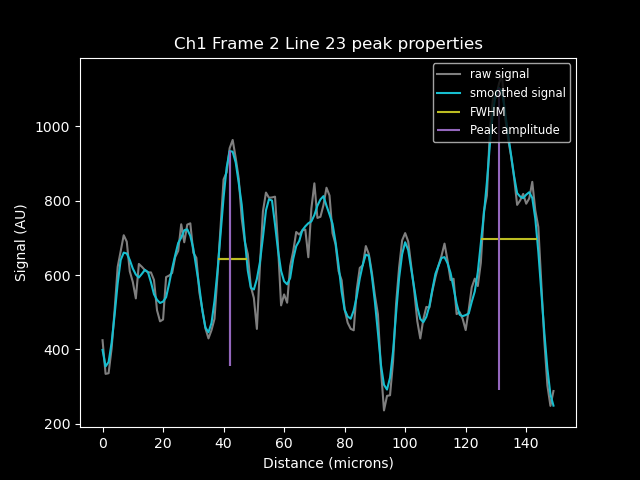 Ch1 Frame 2 Line 23 peak properties
raw signal
smoothed signal
FWHM
Peak amplitude
Signal (AU)
1000
800
600
400
200
0 20 40 60 80 100 120 140
Distance (microns)